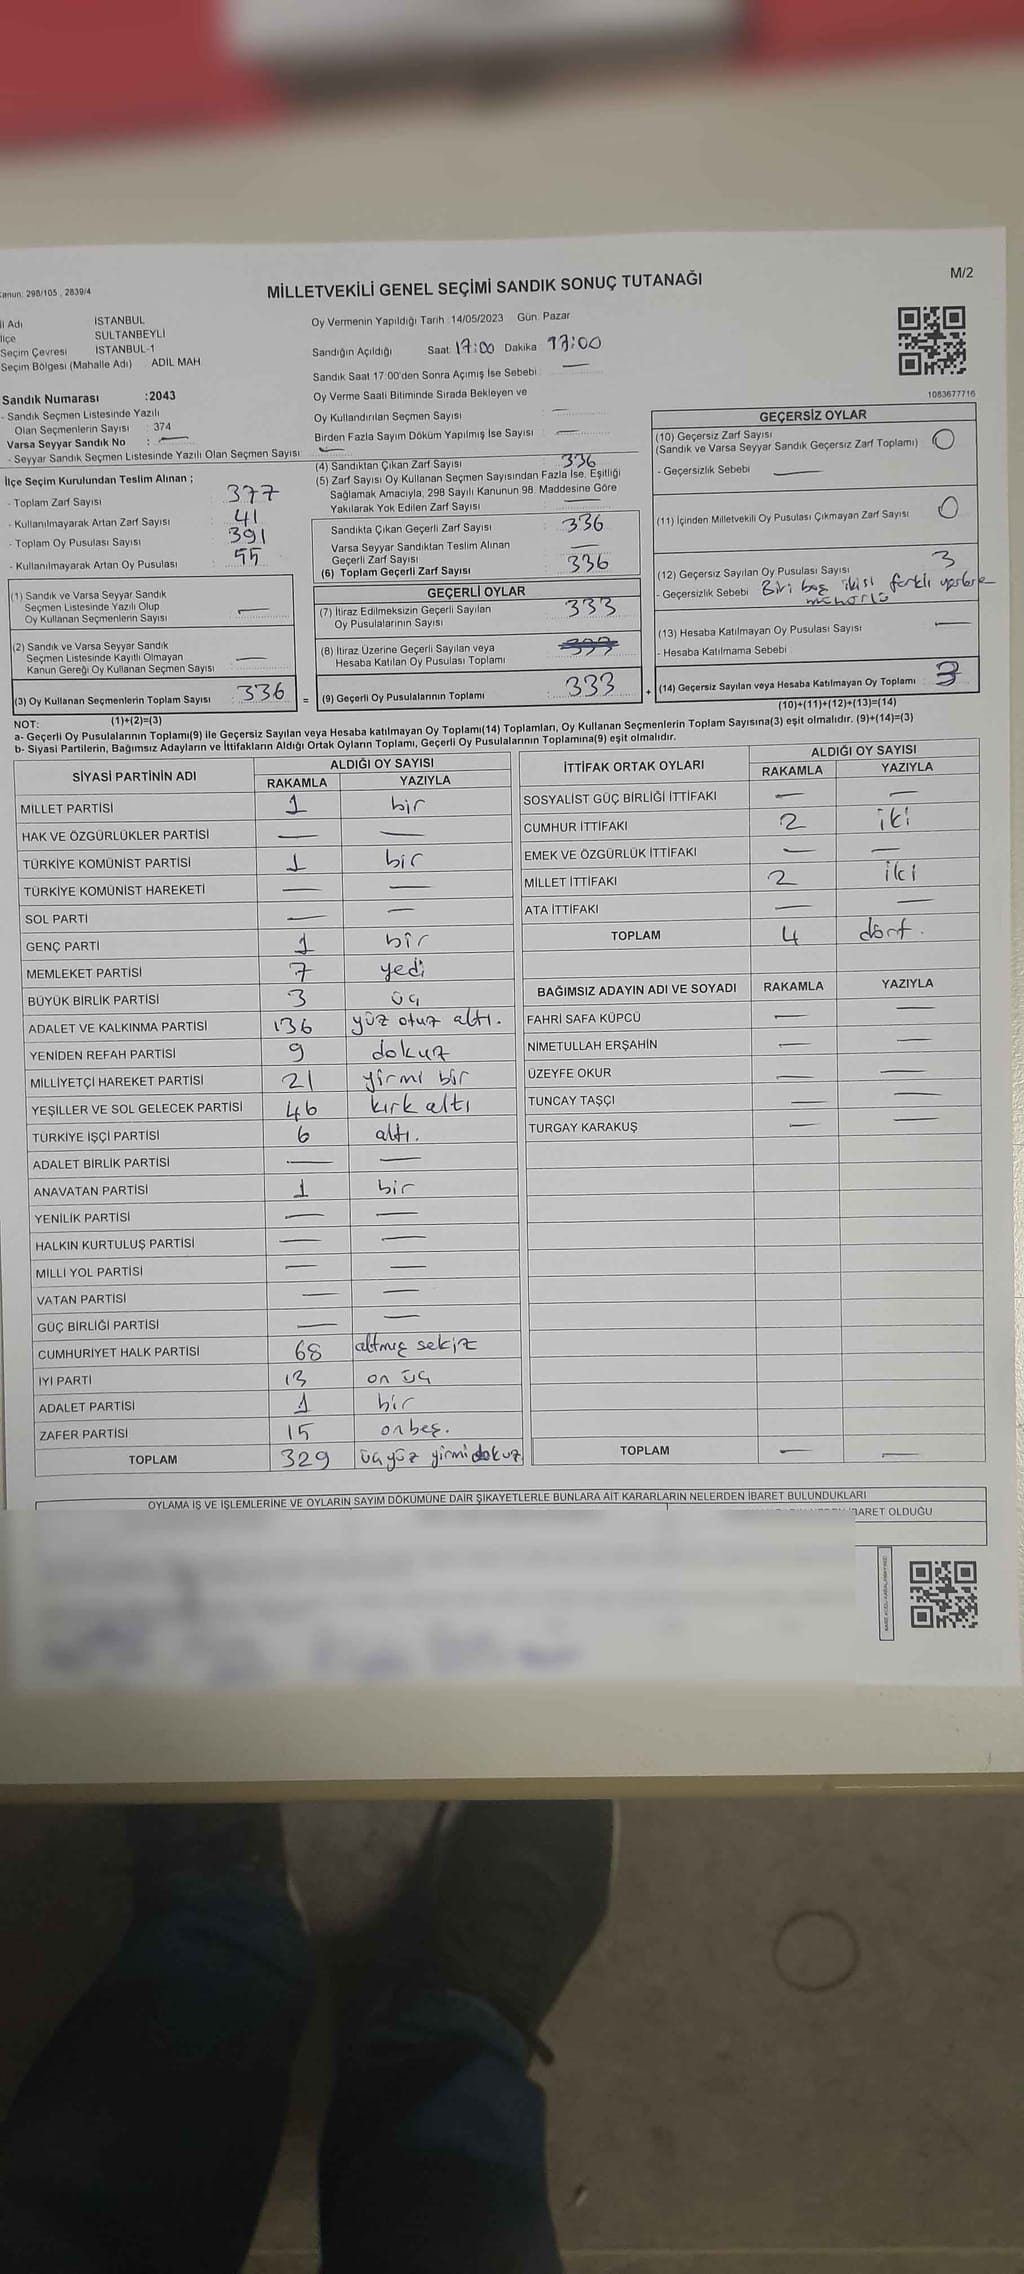 Kanun: 298/105 , 2839/4
MİLLETVEKİLİ GENEL SEÇİMİ SANDIK SONUÇ TUTANAĞI
M/2
İl Adı İSTANBUL
İlçe SULTANBEYLİ
Seçim Çevresi İSTANBUL-1
Seçim Bölgesi (Mahalle Adı) ADİL MAH
Sandık Numarası :2043
- Sandık Seçmen Listesinde Yazılı
Olan Seçmenlerin Sayısı : 374
Varsa Seyyar Sandık No : —
- Seyyar Sandık Seçmen Listesinde Yazılı Olan Seçmen Sayısı : —
Oy Vermenin Yapıldığı Tarih :14/05/2023 Gün: Pazar
Sandığın Açıldığı Saat: 17:00 Dakika 17:00
Sandık Saat 17:00'den Sonra Açımış İse Sebebi : —
Oy Verme Saati Bitiminde Sırada Bekleyen ve
Oy Kullandırılan Seçmen Sayısı : —
Birden Fazla Sayım Döküm Yapılmış İse Sayısı : —
1083677716
İlçe Seçim Kurulundan Teslim Alınan ;
- Toplam Zarf Sayısı : 377
- Kullanılmayarak Artan Zarf Sayısı : 41
- Toplam Oy Pusulası Sayısı : 391
- Kullanılmayarak Artan Oy Pusulası : 55
(1) Sandık ve Varsa Seyyar Sandık
Seçmen Listesinde Yazılı Olup
Oy Kullanan Seçmenlerin Sayısı : —
(2) Sandık ve Varsa Seyyar Sandık
Seçmen Listesinde Kayıtlı Olmayan
Kanun Gereği Oy Kullanan Seçmen Sayısı : —
(3) Oy Kullanan Seçmenlerin Toplam Sayısı : 336
(1)+(2)=(3)
(4) Sandıktan Çıkan Zarf Sayısı : 336
(5) Zarf Sayısı Oy Kullanan Seçmen Sayısından Fazla İse, Eşitliği
Sağlamak Amacıyla, 298 Sayılı Kanunun 98. Maddesine Göre
Yakılarak Yok Edilen Zarf Sayısı : —
Sandıkta Çıkan Geçerli Zarf Sayısı : 336
Varsa Seyyar Sandıktan Teslim Alınan
Geçerli Zarf Sayısı : —
(6) Toplam Geçerli Zarf Sayısı : 336
GEÇERLİ OYLAR
(7) İtiraz Edilmeksizin Geçerli Sayılan
Oy Pusulalarının Sayısı : 333
(8) İtiraz Üzerine Geçerli Sayılan veya
Hesaba Katılan Oy Pusulası Toplamı :
= (9) Geçerli Oy Pusulalarının Toplamı : 333
GEÇERSİZ OYLAR
(10) Geçersiz Zarf Sayısı
(Sandık ve Varsa Seyyar Sandık Geçersiz Zarf Toplamı) : 0
- Geçersizlik Sebebi —
(11) İçinden Milletvekili Oy Pusulası Çıkmayan Zarf Sayısı : 0
(12) Geçersiz Sayılan Oy Pusulası Sayısı : 3
- Geçersizlik Sebebi Biri boş ikisi farklı yerlere
mühürlü
(13) Hesaba Katılmayan Oy Pusulası Sayısı : —
- Hesaba Katılmama Sebebi
+ (14) Geçersiz Sayılan veya Hesaba Katılmayan Oy Toplamı : 3
(10)+(11)+(12)+(13)=(14)
NOT:
a- Geçerli Oy Pusulalarının Toplamı(9) ile Geçersiz Sayılan veya Hesaba katılmayan Oy Toplamı(14) Toplamları, Oy Kullanan Seçmenlerin Toplam Sayısına(3) eşit olmalıdır. (9)+(14)=(3)
b- Siyasi Partilerin, Bağımsız Adayların ve İttifakların Aldığı Ortak Oyların Toplamı, Geçerli Oy Pusulalarının Toplamına(9) eşit olmalıdır.
SİYASİ PARTİNİN ADI ALDIĞI OY SAYISI
RAKAMLA YAZIYLA
MİLLET PARTİSİ 1 bir
HAK VE ÖZGÜRLÜKLER PARTİSİ — —
TÜRKİYE KOMÜNİST PARTİSİ 1 bir
TÜRKİYE KOMÜNİST HAREKETİ — —
SOL PARTİ — —
GENÇ PARTİ 1 bir
MEMLEKET PARTİSİ 7 yedi
BÜYÜK BİRLİK PARTİSİ 3 üç
ADALET VE KALKINMA PARTİSİ 136 yüz otuz altı.
YENİDEN REFAH PARTİSİ 9 dokuz
MİLLİYETÇİ HAREKET PARTİSİ 21 yirmi bir
YEŞİLLER VE SOL GELECEK PARTİSİ 46 kırk altı
TÜRKİYE İŞÇİ PARTİSİ 6 altı.
ADALET BİRLİK PARTİSİ — —
ANAVATAN PARTİSİ 1 bir
YENİLİK PARTİSİ — —
HALKIN KURTULUŞ PARTİSİ — —
MİLLİ YOL PARTİSİ — —
VATAN PARTİSİ — —
GÜÇ BİRLİĞİ PARTİSİ — —
CUMHURİYET HALK PARTİSİ 68 altmış sekiz
İYİ PARTİ 13 on üç
ADALET PARTİSİ 1 bir
ZAFER PARTİSİ 15 onbeş.
TOPLAM 329 üçyüz yirmidokuz
İTTİFAK ORTAK OYLARI ALDIĞI OY SAYISI
RAKAMLA YAZIYLA
SOSYALİST GÜÇ BİRLİĞİ İTTİFAKI — —
CUMHUR İTTİFAKI 2 iki
EMEK VE ÖZGÜRLÜK İTTİFAKI — —
MİLLET İTTİFAKI 2 iki
ATA İTTİFAKI — —
TOPLAM 4 dört.
BAĞIMSIZ ADAYIN ADI VE SOYADI RAKAMLA YAZIYLA
FAHRİ SAFA KÜPCÜ — —
NİMETULLAH ERŞAHİN — —
ÜZEYFE OKUR — —
TUNCAY TAŞÇI — —
TURGAY KARAKUŞ — —
TOPLAM — —
OYLAMA İŞ VE İŞLEMLERİNE VE OYLARIN SAYIM DÖKÜMÜNE DAİR ŞİKAYETLERLE BUNLARA AİT KARARLARIN NELERDEN İBARET BULUNDUKLARI
İBARET OLDUĞU